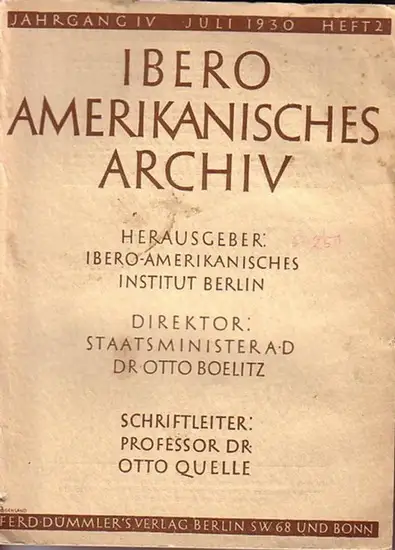 JAHRGANG IV JULI 1930 HEFT 2
IBERO
AMERIKANISCHES
ARCHIV
HERAUSGEBER:
IBERO-AMERIKANISCHES
INSTITUT BERLIN
DIREKTOR:
STAATSMINISTER A·D
DR·OTTO BOELITZ
SCHRIFTLEITER:
PROFESSOR DR·
OTTO QUELLE
FERD·DÜMMLER'S VERLAG BERLIN SW 68 UND BONN